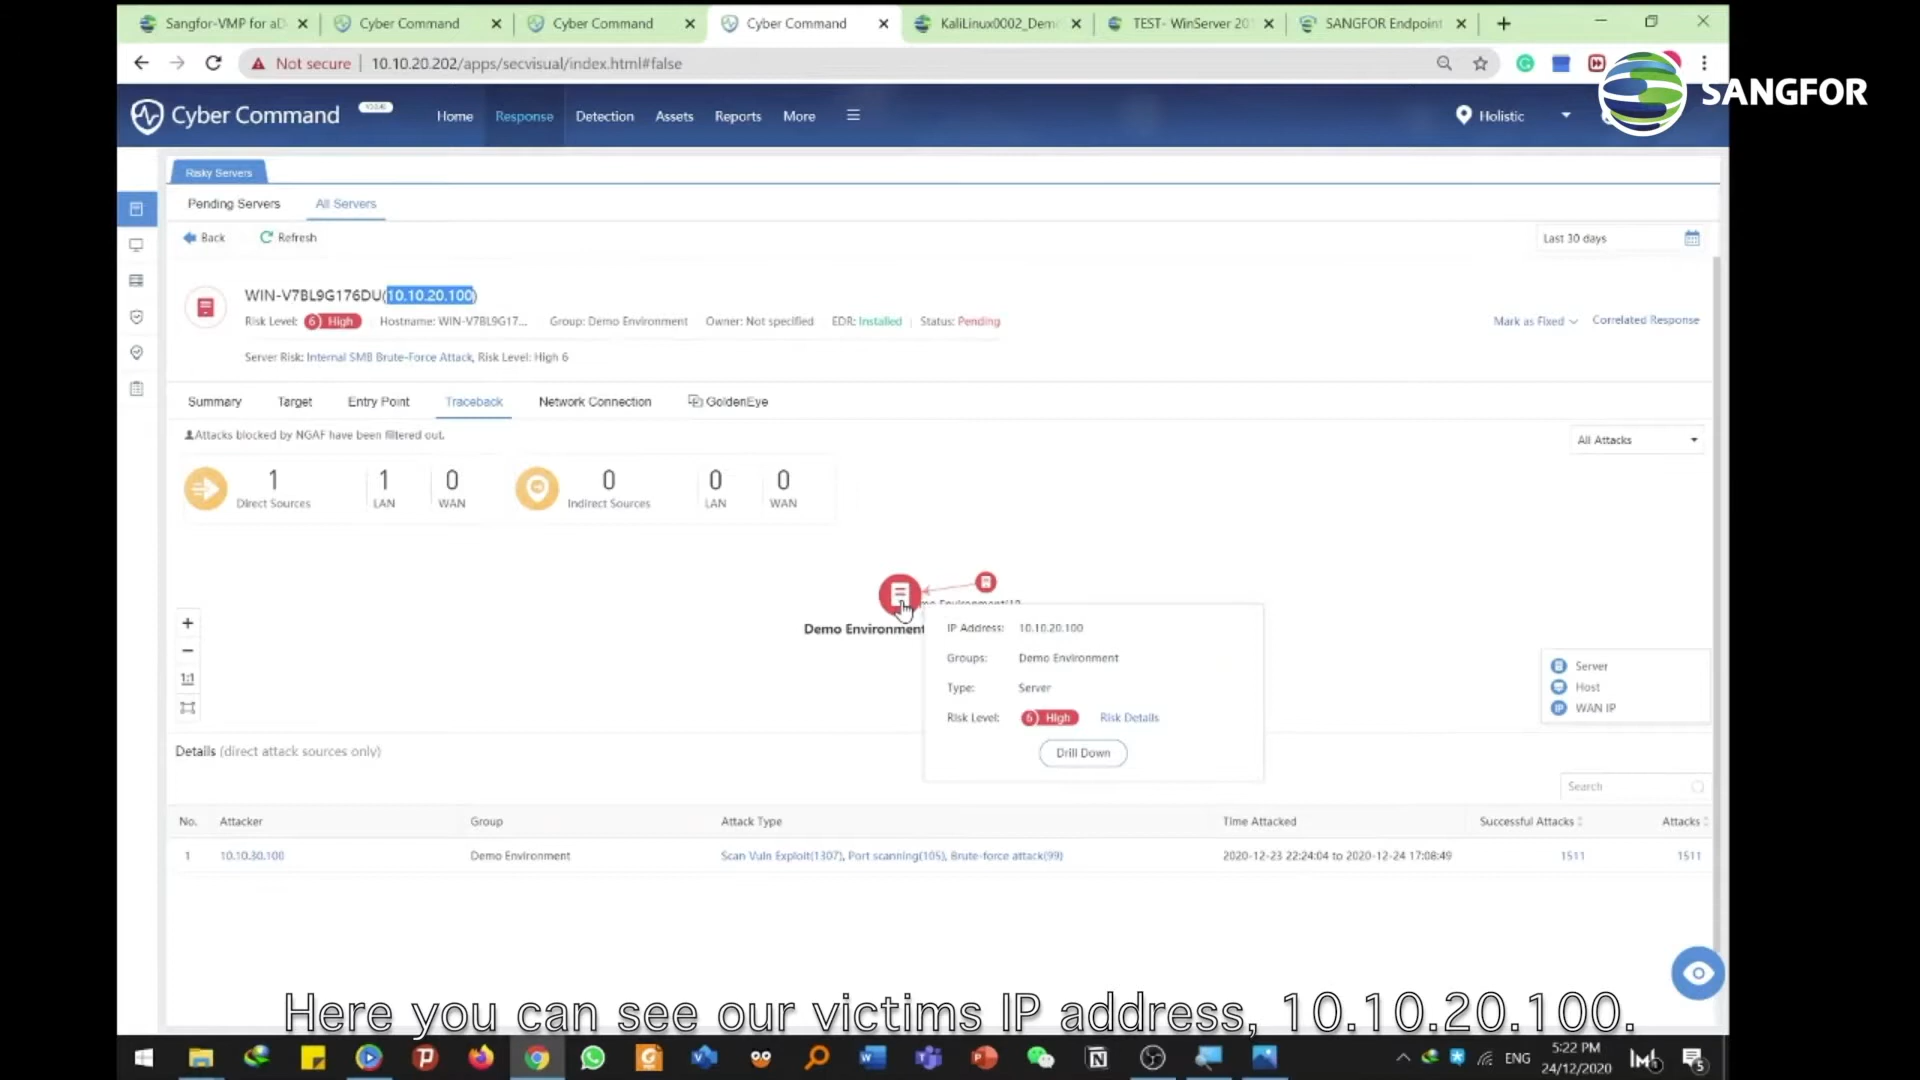 Sangfor-VMP for aD
Cyber Command
Cyber Command
Cyber Command
KaliLinux0002_Dem
TEST- WinServer 201
SANGFOR Endpoint
Not secure
10.10.20.202/apps/secvisual/index.html#false
SANGFOR
Cyber Command
Home
Response
Detection
Assets
Reports
More
Holistic
Risky Servers
Pending Servers
All Servers
Back
Refresh
Last 30 days
WIN-V7BL9G176DU(10.10.20.100)
Risk Level: 6 High
Hostname: WIN-V7BL9G17...
Group: Demo Environment
Owner: Not specified
EDR: Installed
Status: Pending
Mark as Fixed
Correlated Response
Server Risk: Internal SMB Brute-Force Attack, Risk Level: High 6
Summary
Target
Entry Point
Traceback
Network Connection
GoldenEye
Attacks blocked by NGAF have been filtered out.
All Attacks
1
Direct Sources
1
LAN
0
WAN
0
Indirect Sources
0
LAN
0
WAN
Demo Environment
IP Address: 10.10.20.100
Groups: Demo Environment
Type: Server
Risk Level: 6 High Risk Details
Drill Down
1:1
Server
Host
IP WAN IP
Details (direct attack sources only)
Search
No. Attacker Group Attack Type Time Attacked Successful Attacks Attacks
1 10.10.30.100 Demo Environment Scan Vuln Exploit(1307), Port scanning(105), Brute-force attack(99) 2020-12-23 22:24:04 to 2020-12-24 17:08:49 1511 1511
Here you can see our victims IP address, 10.10.20.100.
ENG
5:22 PM
24/12/2020
5